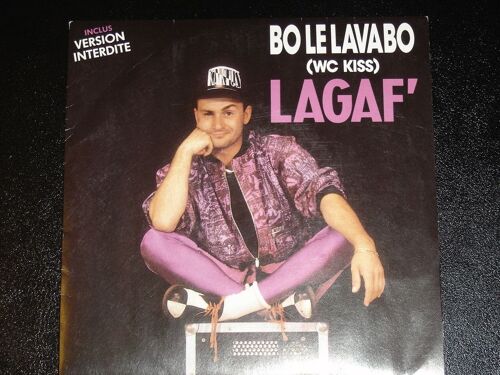 INCLUS
VERSION
INTERDITE
BO LE LAVABO
(WC KISS)
LAGAF'